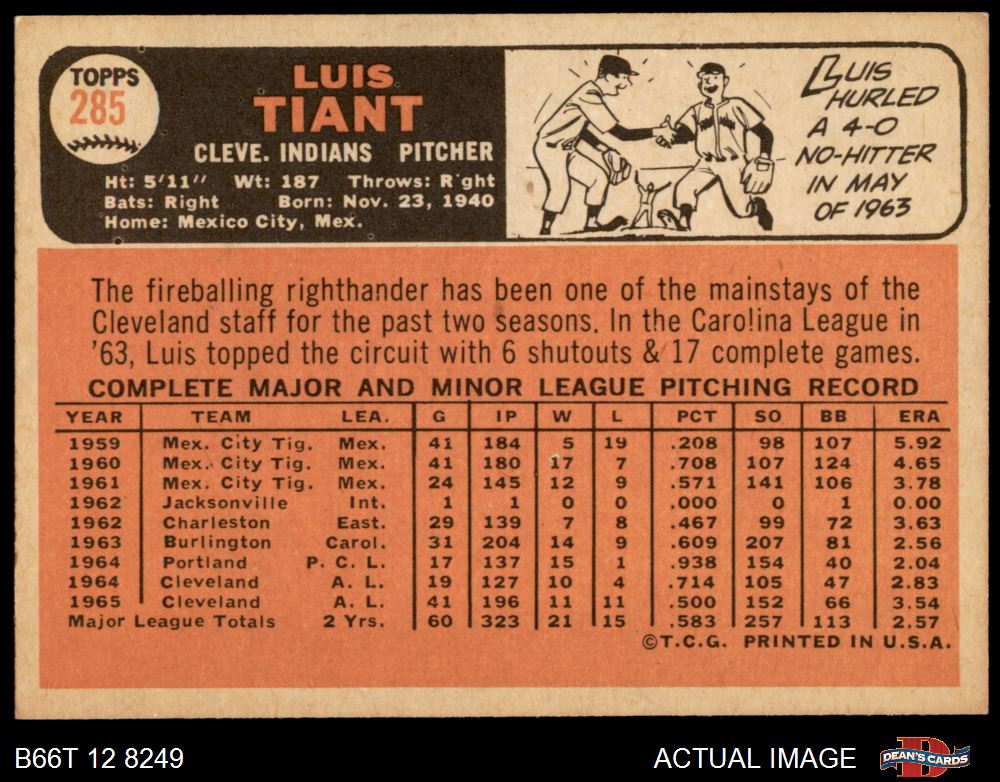 TOPPS
285
LUIS
TIANT
CLEVE. INDIANS PITCHER
Ht: 5'11" Wt: 187 Throws: R ght
Bats: Right Born: Nov. 23, 1940
Home: Mexico City, Mex.
LUIS
HURLED
A 4-0
NO-HITTER
IN MAY
OF 1963
The fireballing righthander has been one of the mainstays of the
Cleveland staff for the past two seasons. In the Carolina League in
'63, Luis topped the circuit with 6 shutouts & 17 complete games.
COMPLETE MAJOR AND MINOR LEAGUE PITCHING RECORD
YEAR TEAM LEA. G IP W L PCT SO BB ERA
1959 Mex. City Tig. Mex. 41 184 5 19 .208 98 107 5.92
1960 Mex. City Tig. Mex. 41 180 17 7 .708 107 124 4.65
1961 Mex. City Tig. Mex. 24 145 12 9 .571 141 106 3.78
1962 Jacksonville Int. 1 1 0 0 .000 0 1 0.00
1962 Charleston East. 29 139 7 8 .467 99 72 3.63
1963 Burlington Carol. 31 204 14 9 .609 207 81 2.56
1964 Portland P. C. L. 17 137 15 1 .938 154 40 2.04
1964 Cleveland A. L. 19 127 10 4 .714 105 47 2.83
1965 Cleveland A. L. 41 196 11 11 .500 152 66 3.54
Major League Totals 2 Yrs. 60 323 21 15 .583 257 113 2.57
©T.C.G. PRINTED IN U.S.A.
B66T 12 8249
ACTUAL IMAGE
DEAN'S CARDS